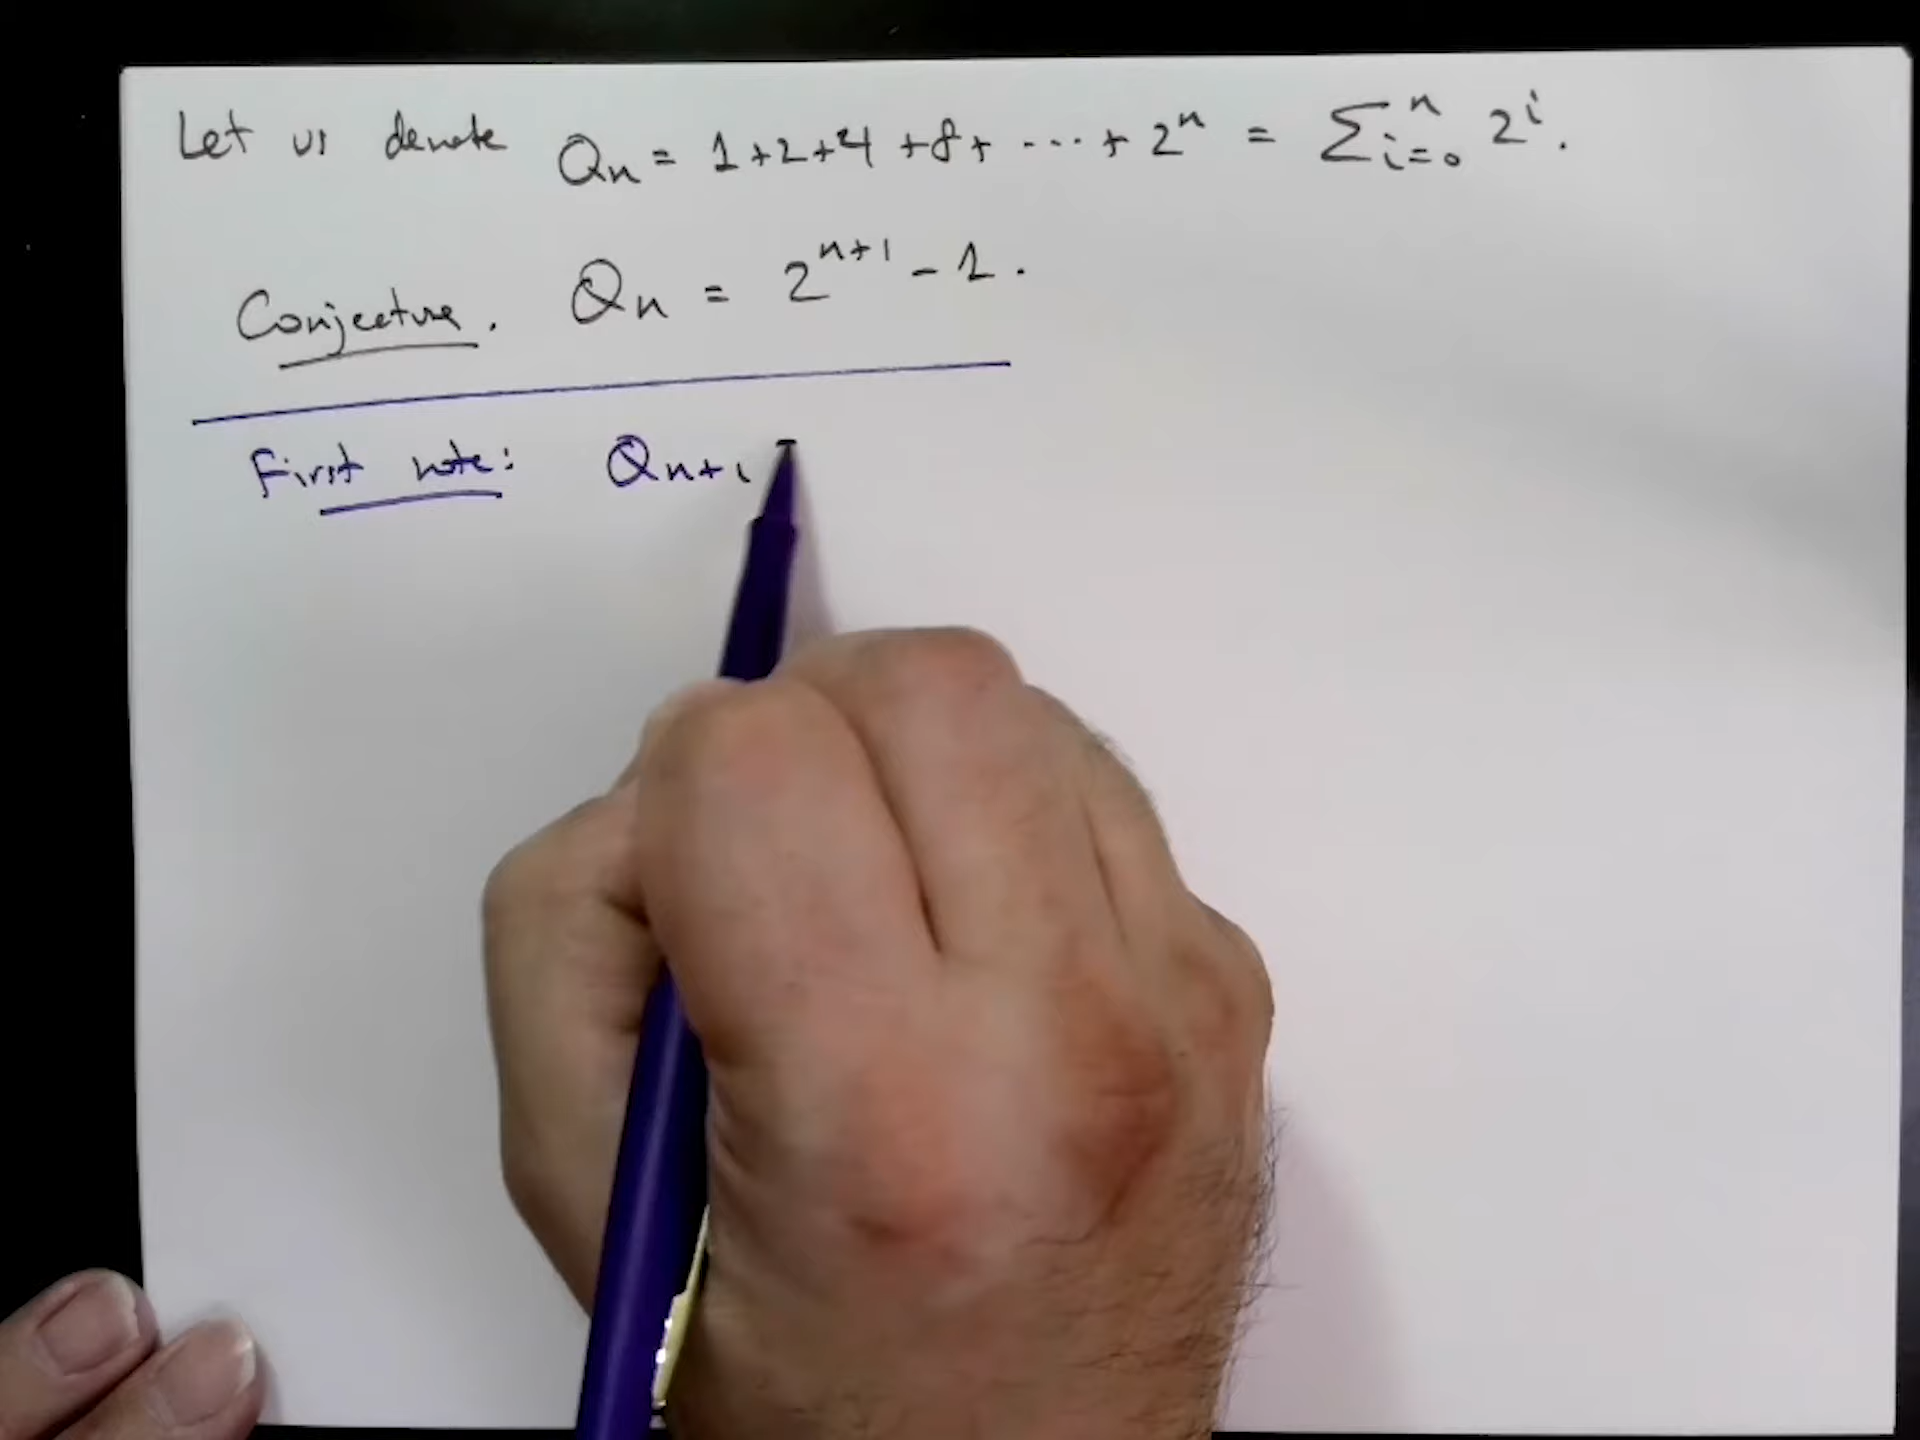 Let us denote Qn = 1+2+4+8+ ··· + 2^n = Σ_{i=0}^n 2^i.
Conjecture. Qn = 2^{n+1} - 1.
First note: Qn+1